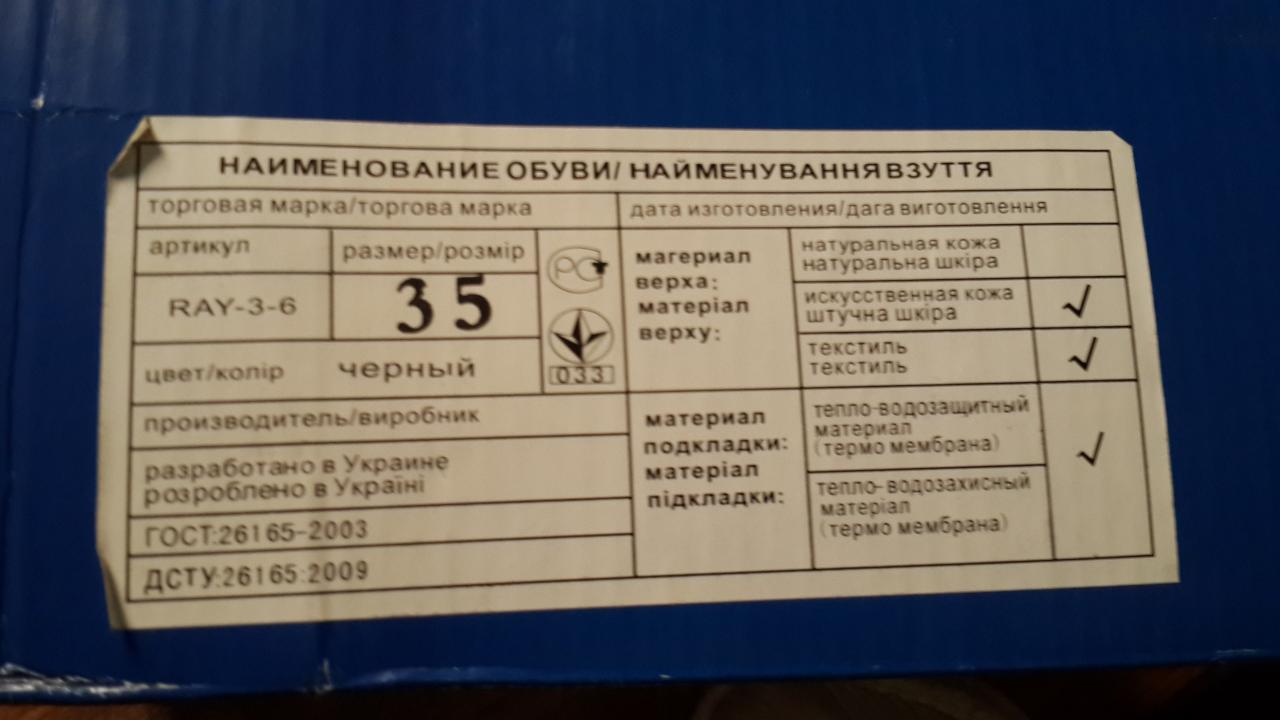 НАИМЕНОВАНИЕ ОБУВИ/ НАЙМЕНУВАННЯ ВЗУТТЯ
торговая марка/торгова марка
дата изготовления/дага виготовлення
артикул
размер/розмір
RAY-3-6
35
цвет/колір черный
РС
033
производитель/виробник
разработано в Украине
розроблено в Україні
ГОСТ:26165-2003
ДСТУ:26165:2009
магериал
верха:
матеріал
верху:
натуральная кожа
натуральна шкіра
искусственная кожа
штучна шкіра
текстиль
текстиль
материал
подкладки:
матеріал
підкладки:
тепло-водозащитный
материал
(термо мембрана)
тепло-водозахисный
матеріал
(термо мембрана)